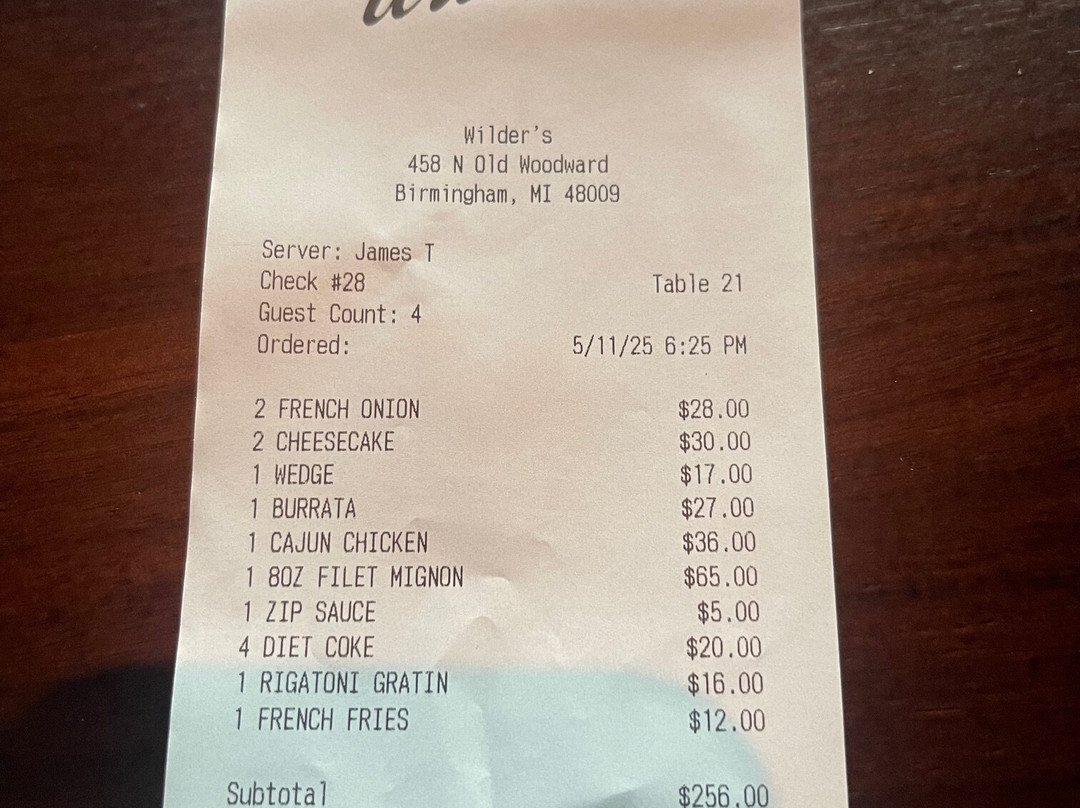 Wilder's
458 N Old Woodward
Birmingham, MI 48009
Server: James T
Check #28 Table 21
Guest Count: 4
Ordered: 5/11/25 6:25 PM
2 FRENCH ONION $28.00
2 CHEESECAKE $30.00
1 WEDGE $17.00
1 BURRATA $27.00
1 CAJUN CHICKEN $36.00
1 8OZ FILET MIGNON $65.00
1 ZIP SAUCE $5.00
4 DIET COKE $20.00
1 RIGATONI GRATIN $16.00
1 FRENCH FRIES $12.00
Subtotal $256.00